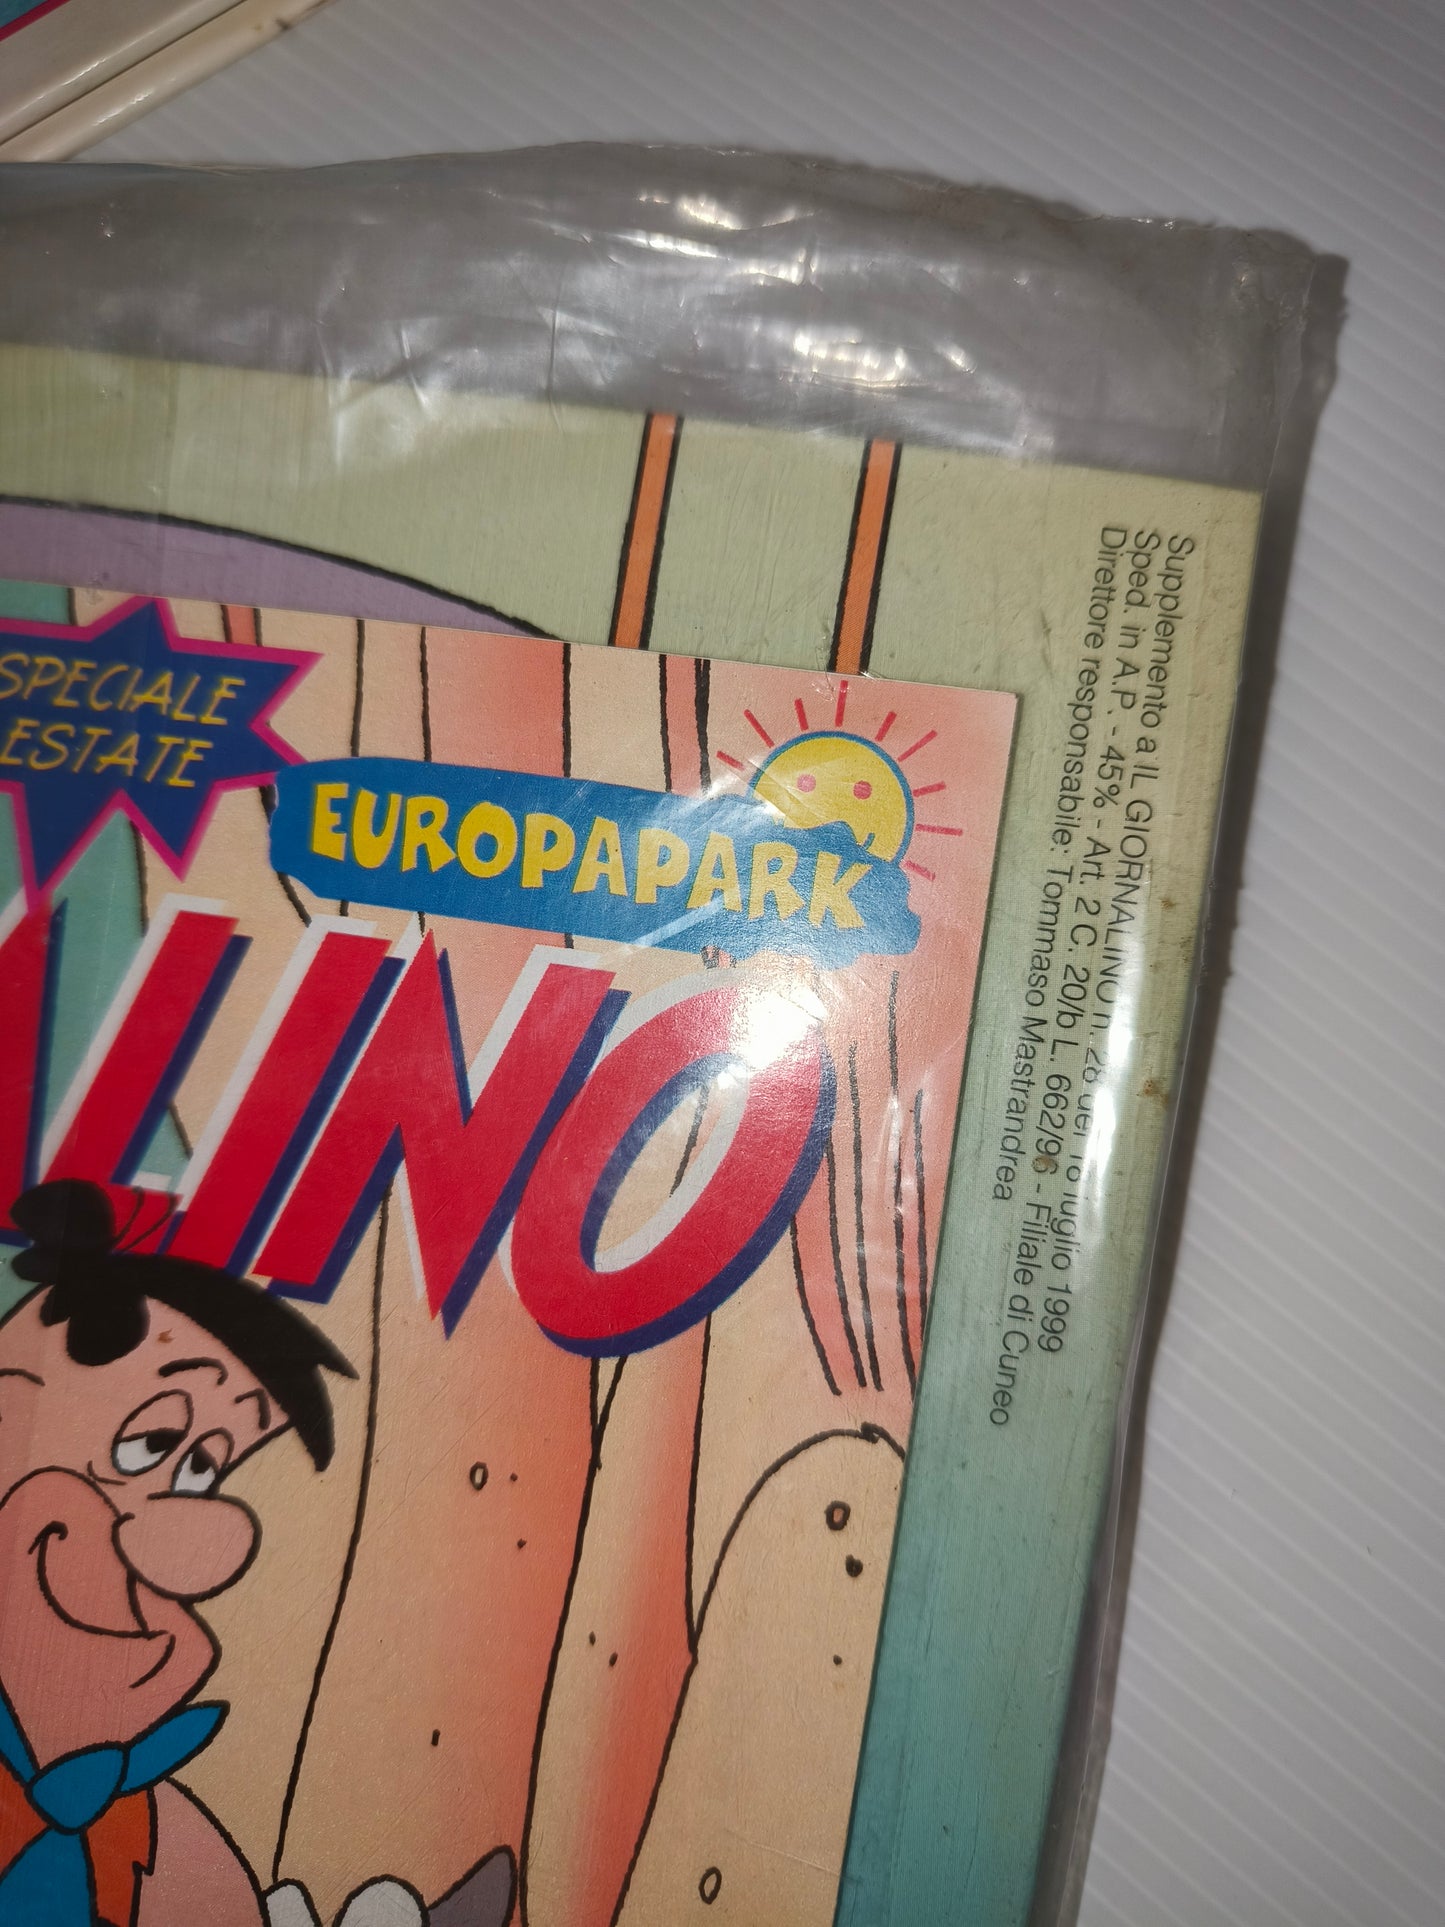 SPECIALE
ESTATE
EUROPAPARK
ALINO
Supplemento a IL GIORNALINO n. 28 del 18 luglio 1999
Sped. in A.P. - 45% - Art. 2 C. 20/b L. 662/96 - Filiale di Cuneo
Direttore responsabile: Tommaso Mastrandrea